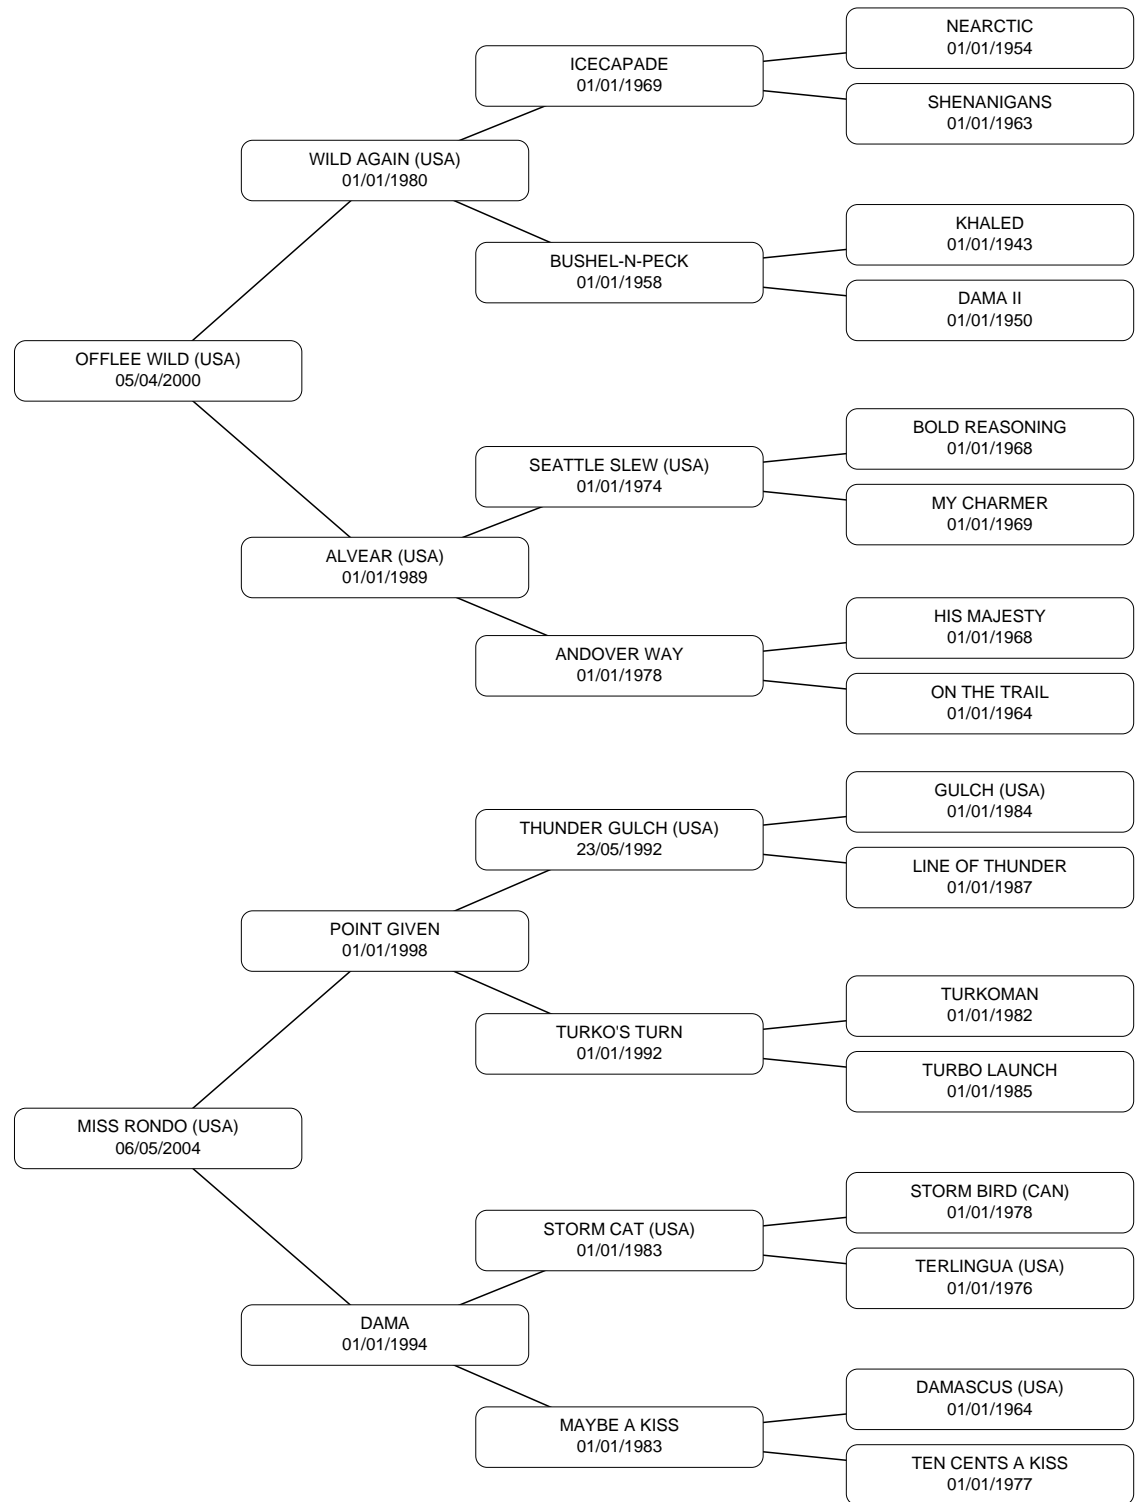 NEARCTIC
01/01/1954
ICECAPADE
01/01/1969
SHENANIGANS
01/01/1963
WILD AGAIN (USA)
01/01/1980
KHALED
01/01/1943
BUSHEL-N-PECK
01/01/1958
DAMA II
01/01/1950
OFFLEE WILD (USA)
05/04/2000
BOLD REASONING
01/01/1968
SEATTLE SLEW (USA)
01/01/1974
MY CHARMER
01/01/1969
ALVEAR (USA)
01/01/1989
HIS MAJESTY
01/01/1968
ANDOVER WAY
01/01/1978
ON THE TRAIL
01/01/1964
GULCH (USA)
01/01/1984
THUNDER GULCH (USA)
23/05/1992
LINE OF THUNDER
01/01/1987
POINT GIVEN
01/01/1998
TURKOMAN
01/01/1982
TURKO'S TURN
01/01/1992
TURBO LAUNCH
01/01/1985
MISS RONDO (USA)
06/05/2004
STORM BIRD (CAN)
01/01/1978
STORM CAT (USA)
01/01/1983
TERLINGUA (USA)
01/01/1976
DAMA
01/01/1994
DAMASCUS (USA)
01/01/1964
MAYBE A KISS
01/01/1983
TEN CENTS A KISS
01/01/1977